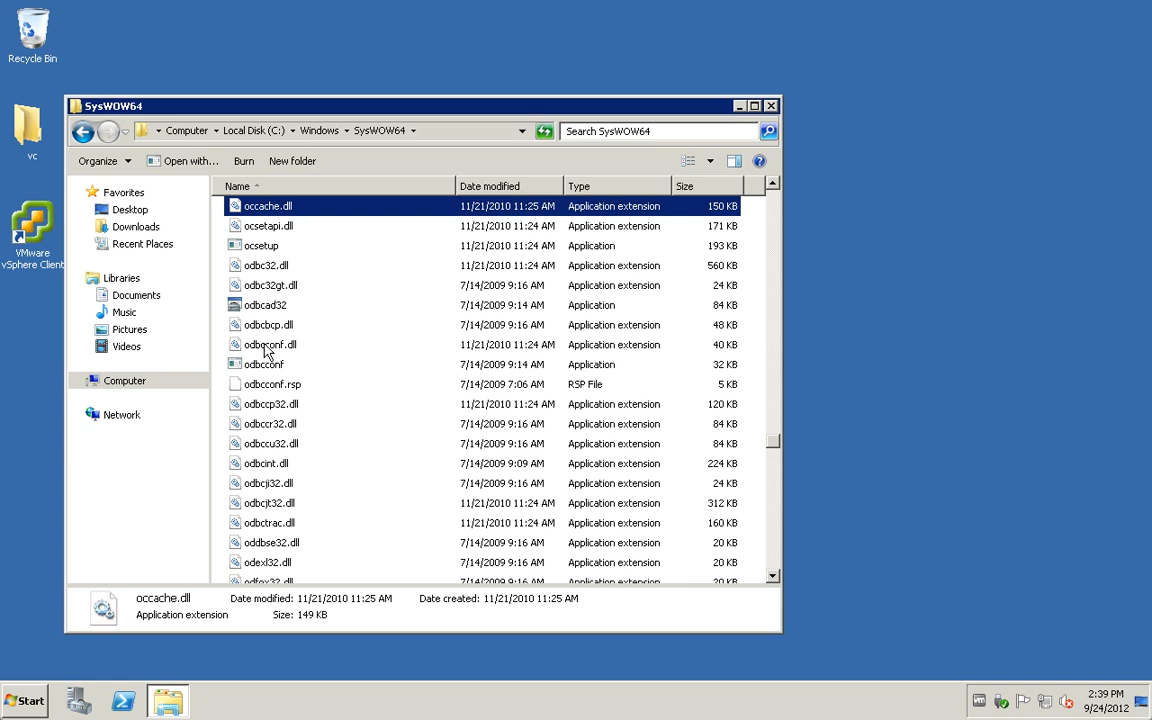 Recycle Bin
vc
VMware
vSphere Client
SysWOW64
Computer
Local Disk (C:)
Windows
SysWOW64
Search SysWOW64
Organize
Open with...
Burn
New folder
Favorites
Desktop
Downloads
Recent Places
Libraries
Documents
Music
Pictures
Videos
Computer
Network
Name Date modified Type Size
occache.dll 11/21/2010 11:25 AM Application extension 150 KB
ocsetapi.dll 11/21/2010 11:24 AM Application extension 171 KB
ocsetup 11/21/2010 11:24 AM Application 193 KB
odbc32.dll 11/21/2010 11:24 AM Application extension 560 KB
odbc32gt.dll 7/14/2009 9:16 AM Application extension 24 KB
odbcad32 7/14/2009 9:14 AM Application 84 KB
odbcbcp.dll 7/14/2009 9:16 AM Application extension 48 KB
odbcconf.dll 11/21/2010 11:24 AM Application extension 40 KB
odbcconf 7/14/2009 9:14 AM Application 32 KB
odbcconf.rsp 7/14/2009 7:06 AM RSP File 5 KB
odbccp32.dll 11/21/2010 11:24 AM Application extension 120 KB
odbccr32.dll 7/14/2009 9:16 AM Application extension 84 KB
odbccu32.dll 7/14/2009 9:16 AM Application extension 84 KB
odbcint.dll 7/14/2009 9:09 AM Application extension 224 KB
odbcji32.dll 7/14/2009 9:16 AM Application extension 24 KB
odbcjt32.dll 11/21/2010 11:24 AM Application extension 312 KB
odbctrac.dll 11/21/2010 11:24 AM Application extension 160 KB
oddbse32.dll 7/14/2009 9:16 AM Application extension 20 KB
odexl32.dll 7/14/2009 9:16 AM Application extension 20 KB
odfox32.dll 7/14/2009 9:16 AM Application extension 20 KB
occache.dll Date modified: 11/21/2010 11:25 AM Date created: 11/21/2010 11:25 AM
Application extension Size: 149 KB
Start
2:39 PM
9/24/2012